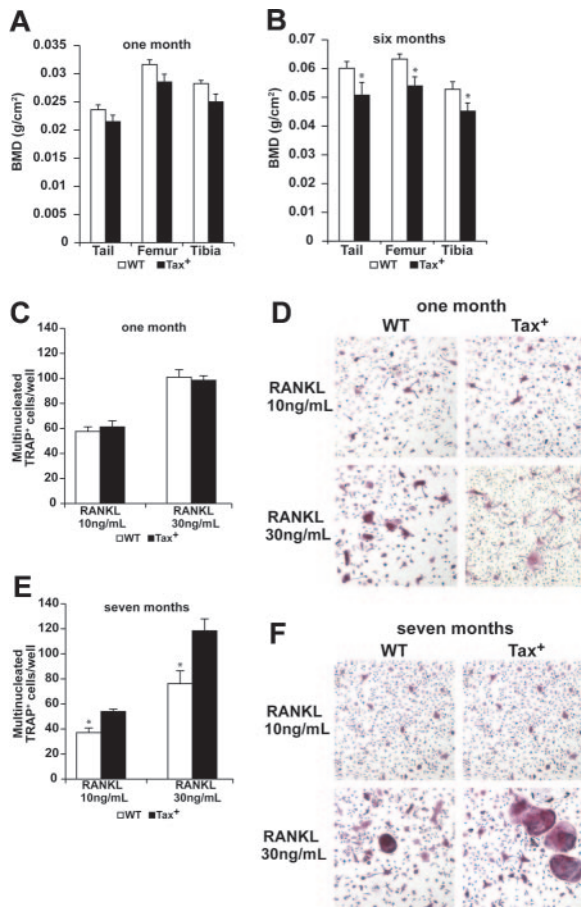 A
one month
BMD (g/cm²)
0.035
0.03
0.025
0.02
0.015
0.01
0.005
0
Tail Femur Tibia
WT Tax⁺
B
six months
BMD (g/cm²)
0.07
0.06
0.05
0.04
0.03
0.02
0.01
0.00
* * *
Tail Femur Tibia
WT Tax⁺
C
one month
Multinucleated
TRAP⁺ cells/well
140
120
100
80
60
40
20
0
RANKL RANKL
10ng/mL 30ng/mL
WT Tax⁺
D
one month
WT Tax⁺
RANKL
10ng/mL
RANKL
30ng/mL
E
seven months
Multinucleated
TRAP⁺ cells/well
140
120
100
80
60
40
20
0
* *
RANKL RANKL
10ng/mL 30ng/mL
WT Tax⁺
F
seven months
WT Tax⁺
RANKL
10ng/mL
RANKL
30ng/mL